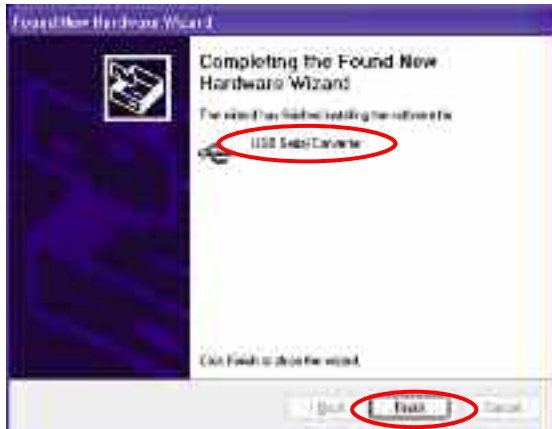 Found New Hardware Wizard
Completing the Found New
Hardware Wizard
The wizard has finished installing the software for:
USB Serial Converter
Click Finish to close the wizard.
< Back
Finish
Cancel